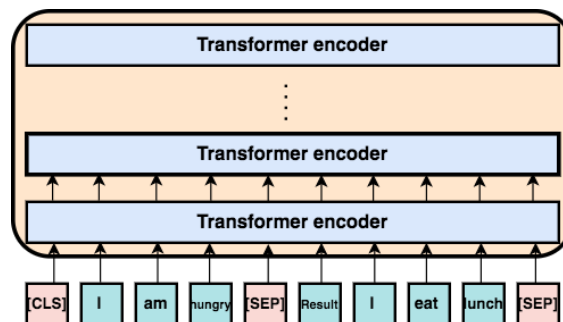 Transformer encoder
Transformer encoder
Transformer encoder
[CLS] I am hungry [SEP] Result I eat lunch [SEP]